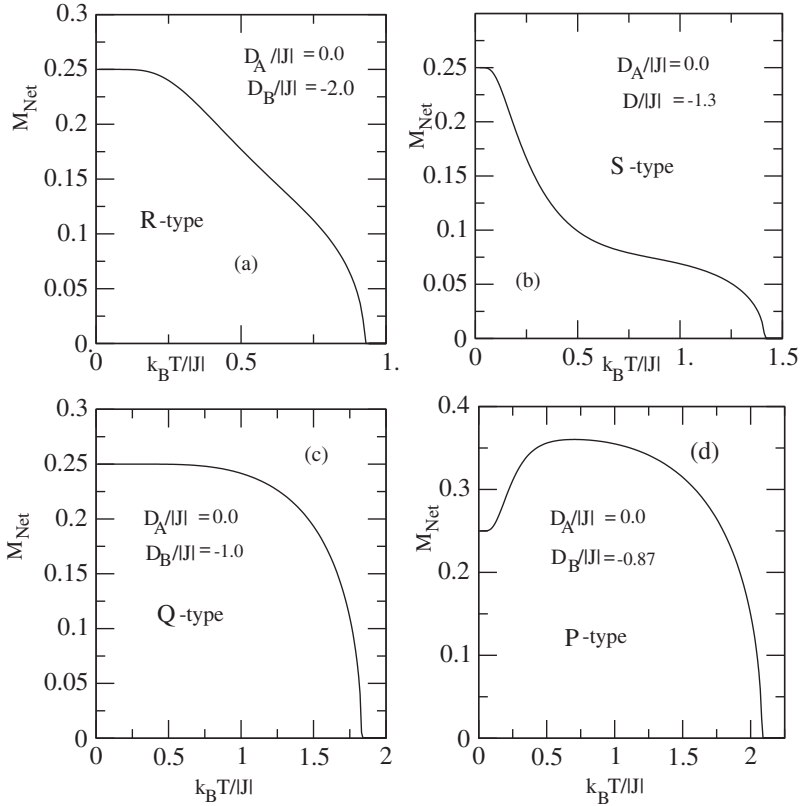 0.3
0.25
0.2
0.15
0.1
0.05
0
M_Net
D_A/|J| = 0.0
D_B/|J| = -2.0
R-type
(a)
0 0.5 1.
k_B T/|J|
0.25
0.2
0.15
0.1
0.05
0
M_Net
D_A/|J| = 0.0
D/|J| = -1.3
S-type
(b)
0 0.5 1. 1.5
k_B T/|J|
0.3
0.25
0.2
0.15
0.1
0.05
0
M_Net
(c)
D_A/|J| = 0.0
D_B/|J| = -1.0
Q-type
0 0.5 1 1.5 2
k_B T/|J|
0.4
0.3
0.2
0.1
0
M_Net
(d)
D_A/|J| = 0.0
D_B/|J| = -0.87
P-type
0 0.5 1 1.5 2
k_B T/|J|